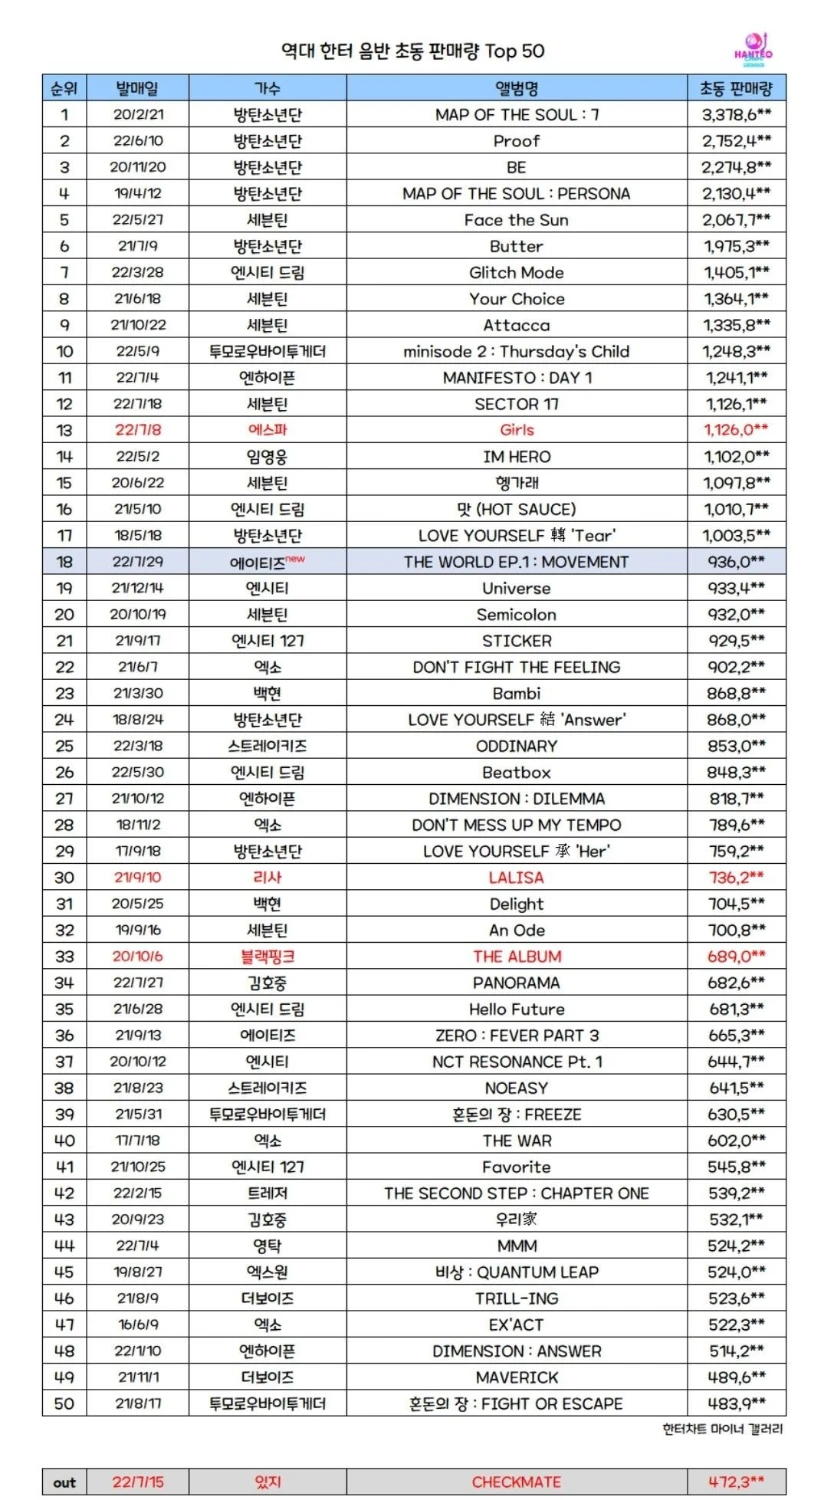 역대 한터 음반 초동 판매량 Top 50
HANTEO
순위 발매일 가수 앨범명 초동 판매량
1 20/2/21 방탄소년단 MAP OF THE SOUL : 7 3,378,6**
2 22/6/10 방탄소년단 Proof 2,752,4**
3 20/11/20 방탄소년단 BE 2,274,8**
4 19/4/12 방탄소년단 MAP OF THE SOUL : PERSONA 2,130,4**
5 22/5/27 세븐틴 Face the Sun 2,067,7**
6 21/7/9 방탄소년단 Butter 1,975,3**
7 22/3/28 엔시티 드림 Glitch Mode 1,405,1**
8 21/6/18 세븐틴 Your Choice 1,364,1**
9 21/10/22 세븐틴 Attacca 1,335,8**
10 22/5/9 투모로우바이투게더 minisode 2 : Thursday's Child 1,248,3**
11 22/7/4 엔하이픈 MANIFESTO : DAY 1 1,241,1**
12 22/7/18 세븐틴 SECTOR 17 1,126,1**
13 22/7/8 에스파 Girls 1,126,0**
14 22/5/2 임영웅 IM HERO 1,102,0**
15 20/6/22 세븐틴 헹가래 1,097,8**
16 21/5/10 엔시티 드림 맛 (HOT SAUCE) 1,010,7**
17 18/5/18 방탄소년단 LOVE YOURSELF 轉 'Tear' 1,003,5**
18 22/7/29 에이티즈new THE WORLD EP.1 : MOVEMENT 936,0**
19 21/12/14 엔시티 Universe 933,4**
20 20/10/19 세븐틴 Semicolon 932,0**
21 21/9/17 엔시티 127 STICKER 929,5**
22 21/6/7 엑소 DON'T FIGHT THE FEELING 902,2**
23 21/3/30 백현 Bambi 868,8**
24 18/8/24 방탄소년단 LOVE YOURSELF 結 'Answer' 868,0**
25 22/3/18 스트레이키즈 ODDINARY 853,0**
26 22/5/30 엔시티 드림 Beatbox 848,3**
27 21/10/12 엔하이픈 DIMENSION : DILEMMA 818,7**
28 18/11/2 엑소 DON'T MESS UP MY TEMPO 789,6**
29 17/9/18 방탄소년단 LOVE YOURSELF 承 'Her' 759,2**
30 21/9/10 리사 LALISA 736,2**
31 20/5/25 백현 Delight 704,5**
32 19/9/16 세븐틴 An Ode 700,8**
33 20/10/6 블랙핑크 THE ALBUM 689,0**
34 22/7/27 김호중 PANORAMA 682,6**
35 21/6/28 엔시티 드림 Hello Future 681,3**
36 21/9/13 에이티즈 ZERO : FEVER PART 3 665,3**
37 20/10/12 엔시티 NCT RESONANCE Pt. 1 644,7**
38 21/8/23 스트레이키즈 NOEASY 641,5**
39 21/5/31 투모로우바이투게더 혼돈의 장 : FREEZE 630,5**
40 17/7/18 엑소 THE WAR 602,0**
41 21/10/25 엔시티 127 Favorite 545,8**
42 22/2/15 트레저 THE SECOND STEP : CHAPTER ONE 539,2**
43 20/9/23 김호중 우리家 532,1**
44 22/7/4 영탁 MMM 524,2**
45 19/8/27 엑스원 비상 : QUANTUM LEAP 524,0**
46 21/8/9 더보이즈 TRILL-ING 523,6**
47 16/6/9 엑소 EX'ACT 522,3**
48 22/1/10 엔하이픈 DIMENSION : ANSWER 514,2**
49 21/11/1 더보이즈 MAVERICK 489,6**
50 21/8/17 투모로우바이투게더 혼돈의 장 : FIGHT OR ESCAPE 483,9**
한터차트 마이너 갤러리
out 22/7/15 있지 CHECKMATE 472,3**